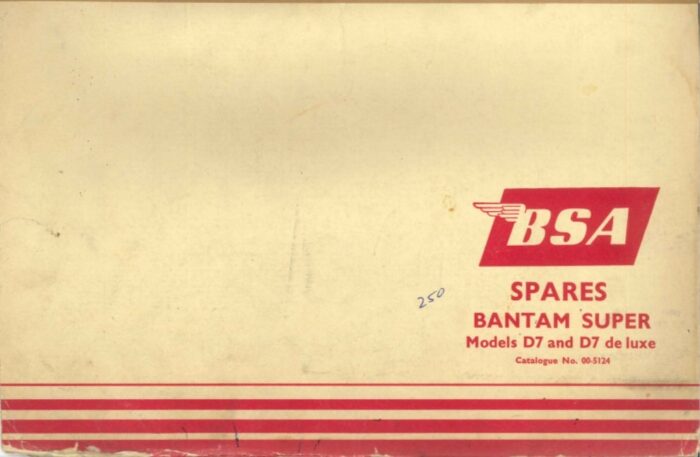 BSA
SPARES
BANTAM SUPER
Models D7 and D7 de luxe
Catalogue No. 00-5124
250